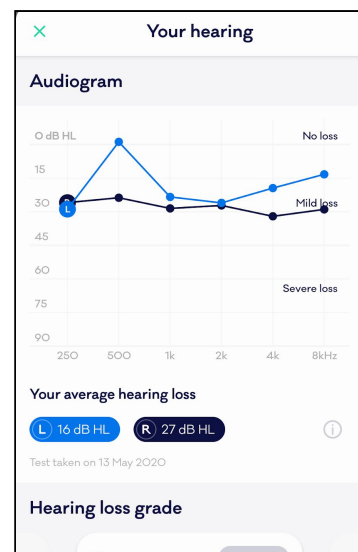 Your hearing
Audiogram
0 dB HL
No loss
15
30
Mild loss
45
60
Severe loss
75
90
250 500 1k 2k 4k 8kHz
L
Your average hearing loss
L 16 dB HL R 27 dB HL
Test taken on 13 May 2020
Hearing loss grade